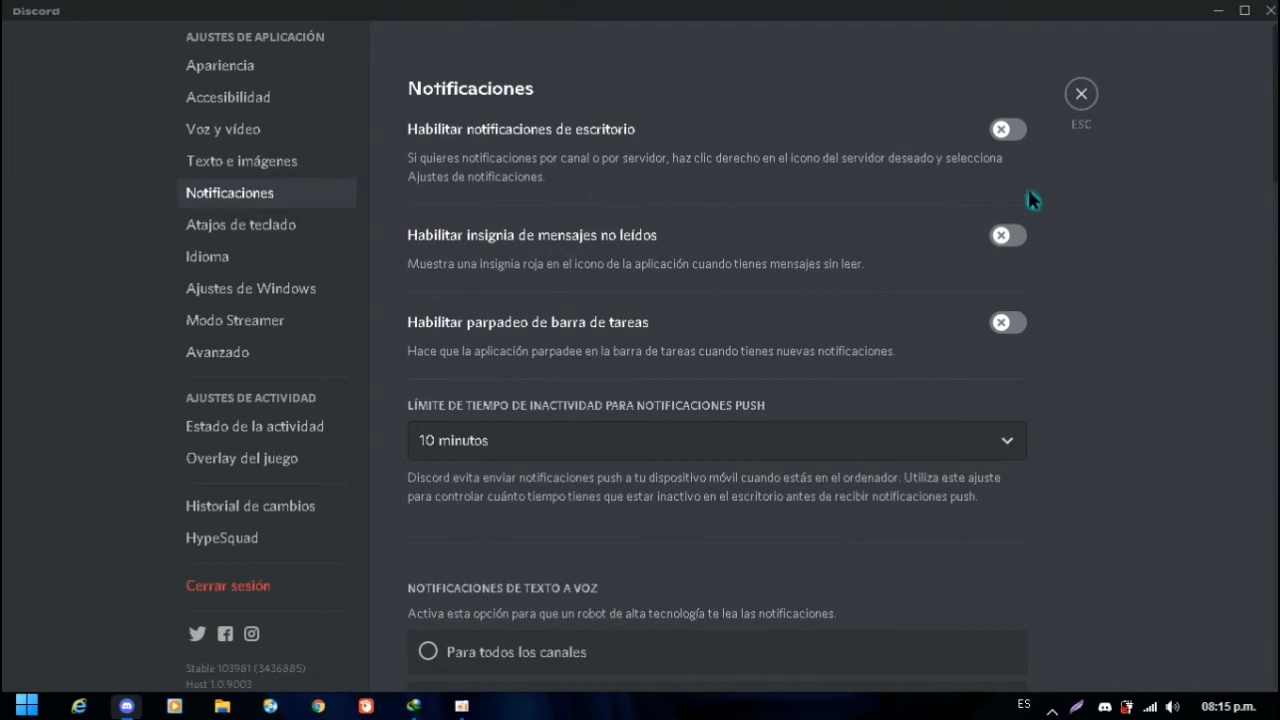 Discord
AJUSTES DE APLICACIÓN
Apariencia
Accesibilidad
Voz y vídeo
Texto e imágenes
Notificaciones
Atajos de teclado
Idioma
Ajustes de Windows
Modo Streamer
Avanzado
AJUSTES DE ACTIVIDAD
Estado de la actividad
Overlay del juego
Historial de cambios
HypeSquad
Cerrar sesión
Stable 103981 (3436885)
Host 1.0.9003
Notificaciones
ESC
Habilitar notificaciones de escritorio
Si quieres notificaciones por canal o por servidor, haz clic derecho en el icono del servidor deseado y selecciona
Ajustes de notificaciones.
Habilitar insignia de mensajes no leídos
Muestra una insignia roja en el icono de la aplicación cuando tienes mensajes sin leer.
Habilitar parpadeo de barra de tareas
Hace que la aplicación parpadee en la barra de tareas cuando tienes nuevas notificaciones.
LÍMITE DE TIEMPO DE INACTIVIDAD PARA NOTIFICACIONES PUSH
10 minutos
Discord evita enviar notificaciones push a tu dispositivo móvil cuando estás en el ordenador. Utiliza este ajuste
para controlar cuánto tiempo tienes que estar inactivo en el escritorio antes de recibir notificaciones push.
NOTIFICACIONES DE TEXTO A VOZ
Activa esta opción para que un robot de alta tecnología te lea las notificaciones.
Para todos los canales
ES
08:15 p.m.